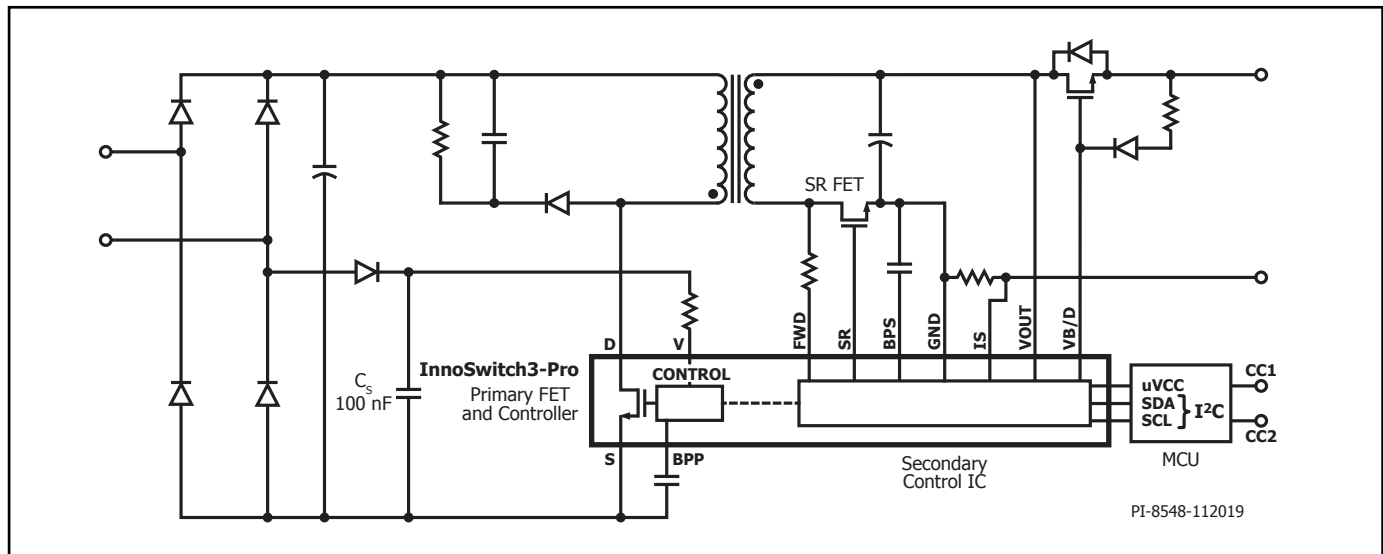 SR FET
FWD
SR
BPS
GND
IS
VOUT
VB/D
D
V
InnoSwitch3-Pro
Primary FET
and Controller
CONTROL
C_S
100 nF
uVCC
SDA
SCL
} I²C
CC1
CC2
S
BPP
Secondary
Control IC
MCU
PI-8548-112019